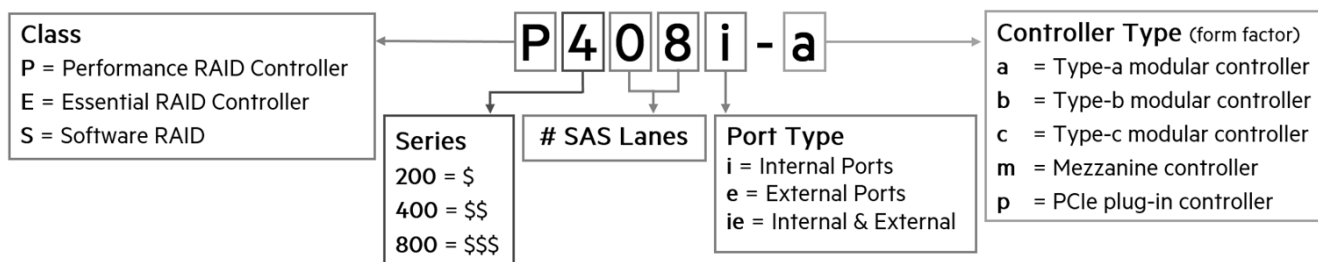 P408i-a
Class
P = Performance RAID Controller
E = Essential RAID Controller
S = Software RAID
Series
200 = $
400 = $$
800 = $$$
# SAS Lanes
Port Type
i = Internal Ports
e = External Ports
ie = Internal & External
Controller Type (form factor)
a = Type-a modular controller
b = Type-b modular controller
c = Type-c modular controller
m = Mezzanine controller
p = PCIe plug-in controller